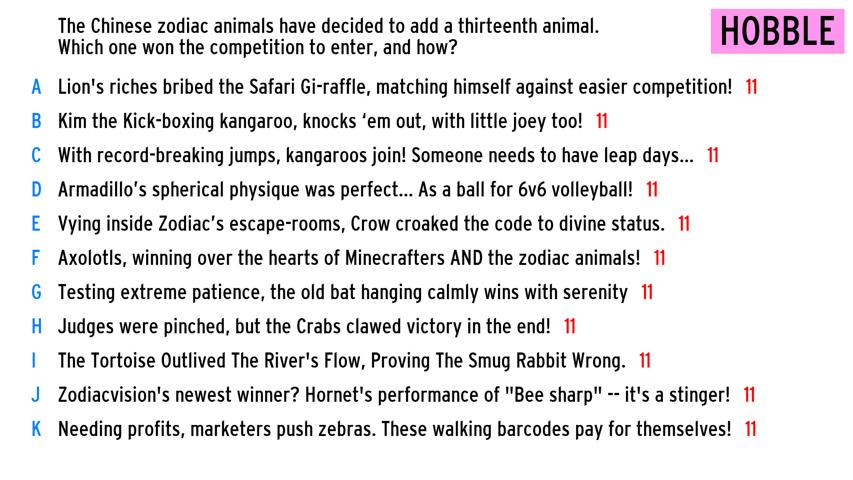 The Chinese zodiac animals have decided to add a thirteenth animal.
Which one won the competition to enter, and how?
HOBBLE
A Lion's riches bribed the Safari Gi-raffle, matching himself against easier competition! 11
B Kim the Kick-boxing kangaroo, knocks ‘em out, with little joey too! 11
C With record-breaking jumps, kangaroos join! Someone needs to have leap days... 11
D Armadillo’s spherical physique was perfect... As a ball for 6v6 volleyball! 11
E Vying inside Zodiac’s escape-rooms, Crow croaked the code to divine status. 11
F Axolotls, winning over the hearts of Minecrafters AND the zodiac animals! 11
G Testing extreme patience, the old bat hanging calmly wins with serenity 11
H Judges were pinched, but the Crabs clawed victory in the end! 11
I The Tortoise Outlived The River's Flow, Proving The Smug Rabbit Wrong. 11
J Zodiacvision's newest winner? Hornet's performance of "Bee sharp" -- it's a stinger! 11
K Needing profits, marketers push zebras. These walking barcodes pay for themselves! 11